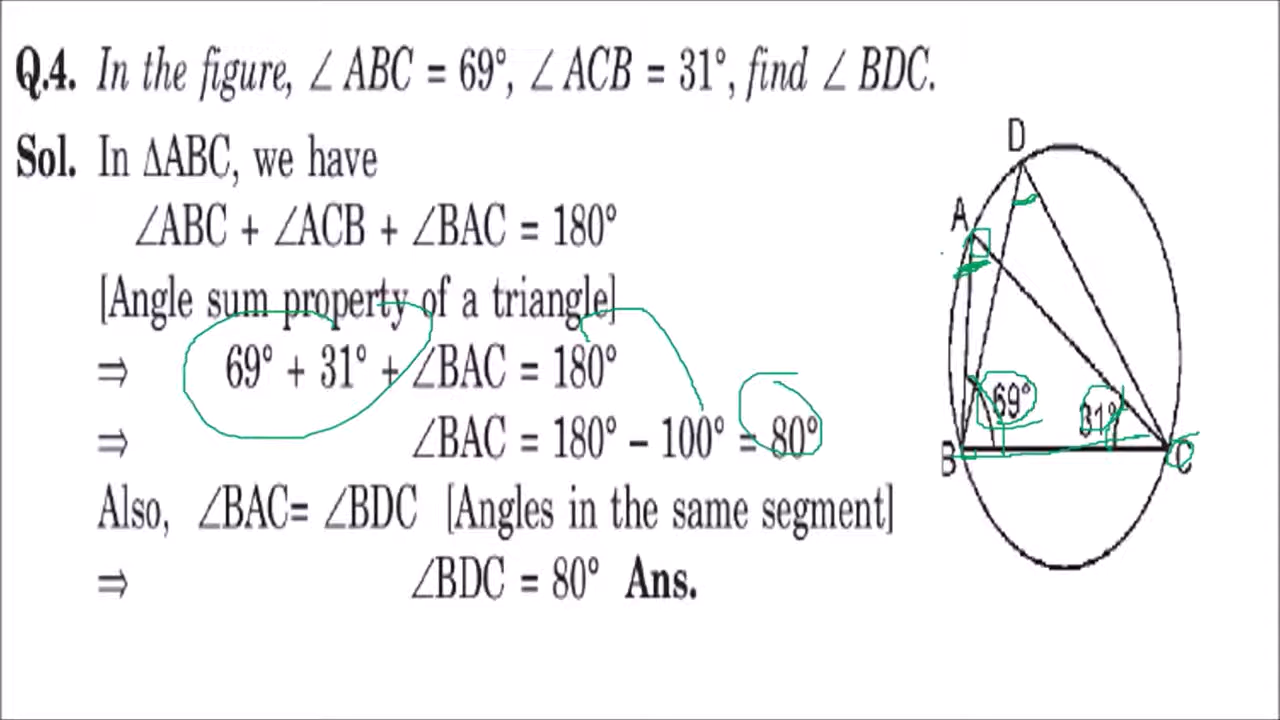 Q.4. In the figure, ∠ ABC = 69°, ∠ ACB = 31°, find ∠ BDC.
Sol. In ΔABC, we have
∠ABC + ∠ACB + ∠BAC = 180°
[Angle sum property of a triangle]
⇒ 69° + 31° + ∠BAC = 180°
⇒ ∠BAC = 180° – 100° = 80°
Also, ∠BAC= ∠BDC [Angles in the same segment]
⇒ ∠BDC = 80° Ans.
D
A
69° 31°
B C